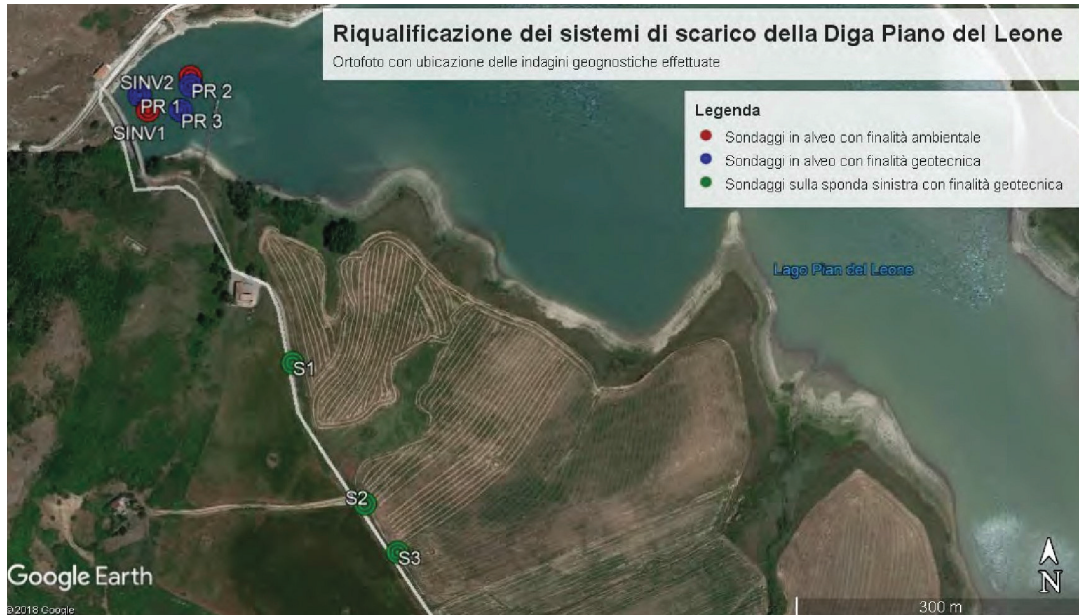 Riqualificazione dei sistemi di scarico della Diga Piano del Leone
Ortofoto con ubicazione delle indagini geognostiche effettuate
Legenda
Sondaggi in alveo con finalità ambientale
Sondaggi in alveo con finalità geotecnica
Sondaggi sulla sponda sinistra con finalità geotecnica
SINV2
PR 2
PR 1
PR 3
SINV1
Lago Pian del Leone
S1
S2
S3
Google Earth
©2018 Google
300 m
N